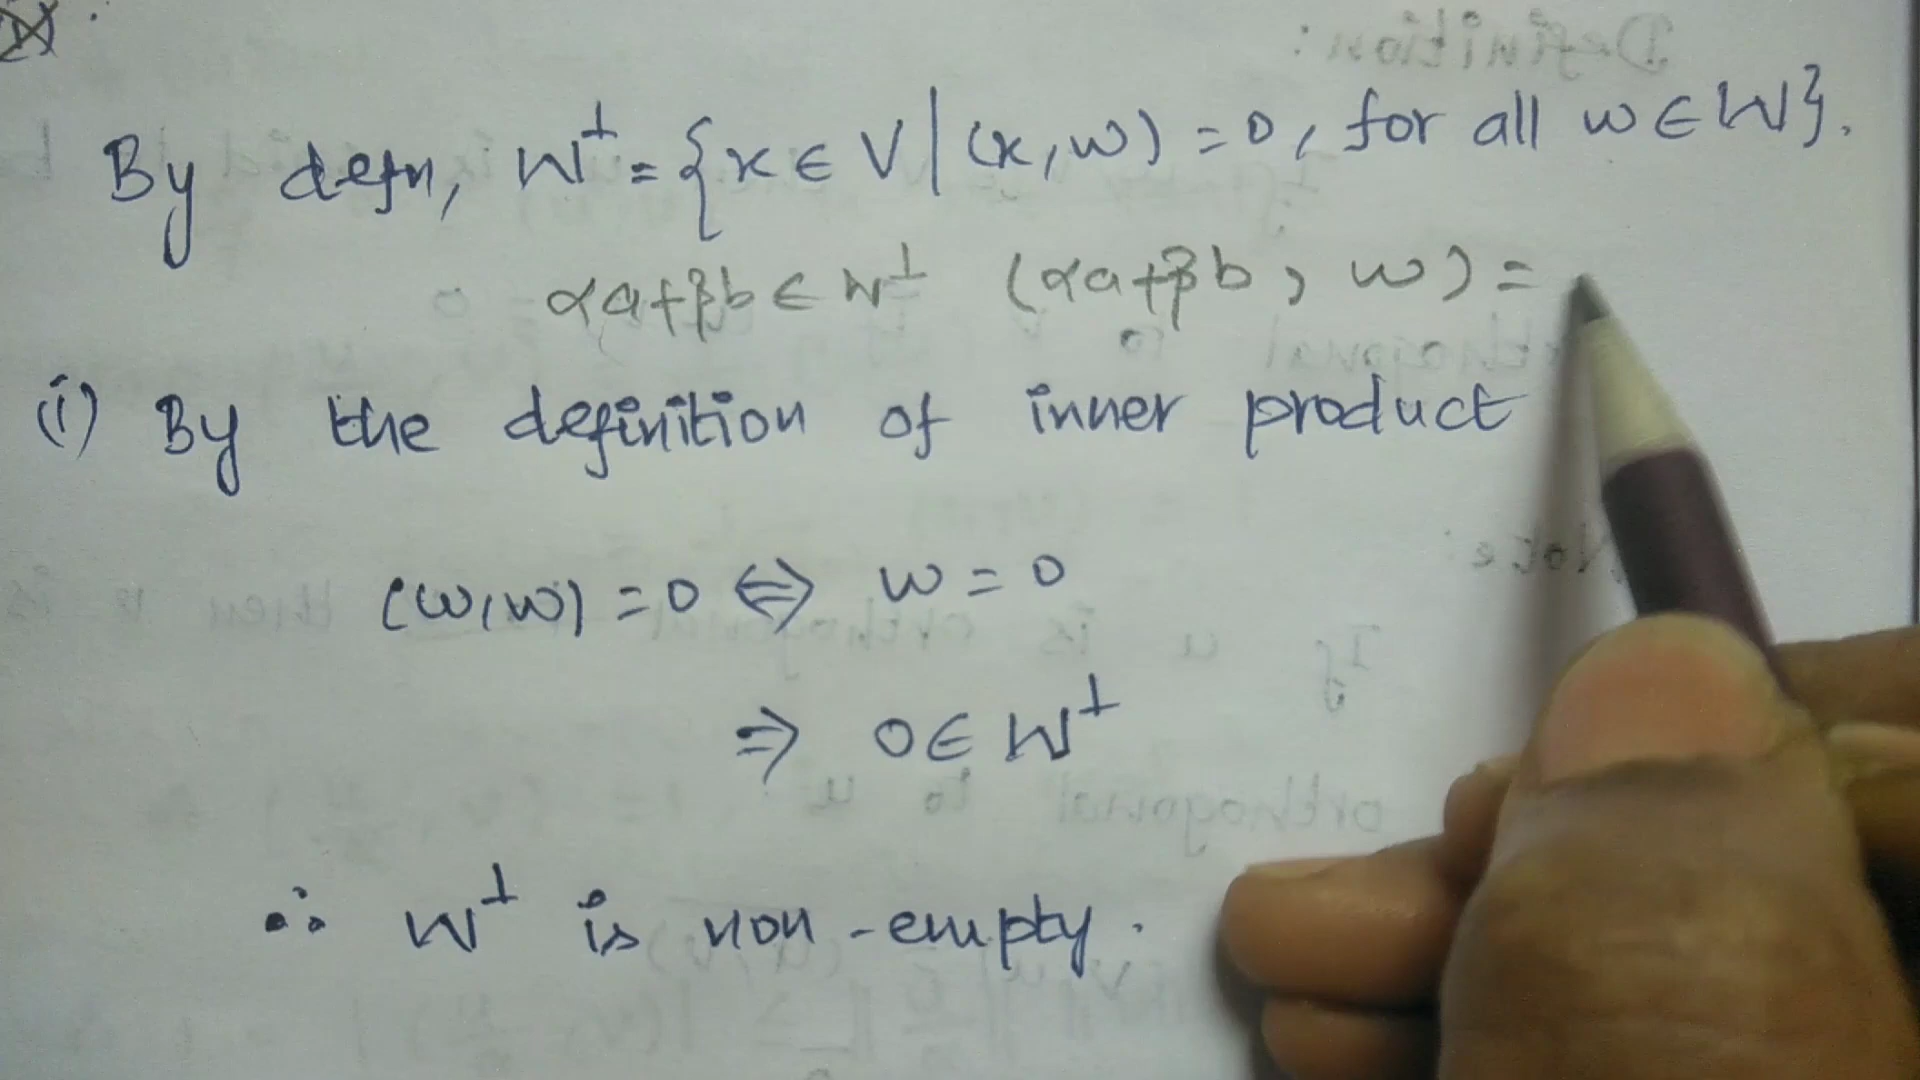 By defn, W⊥ = {x ∈ V | (x, w) = 0, for all w ∈ W}.
αa+βb ∈ W⊥ (αa+βb, w) =
(i) By the definition of inner product
(w, w) = 0 ⇔ w = 0
⇒ 0 ∈ W⊥
∴ W⊥ is non-empty.